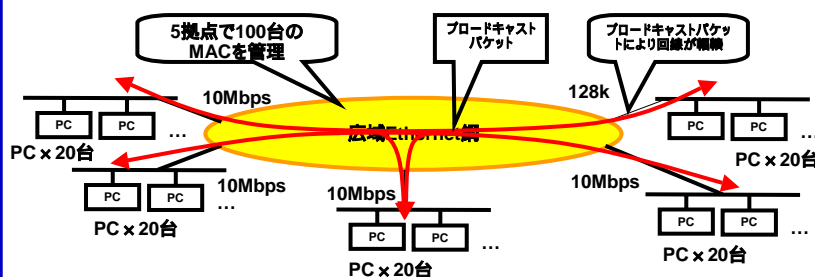 5拠点で100台の
MACを管理
ブロードキャスト
パケット
ブロードキャストパケッ
トにより回線が輻輳
10Mbps
128k
広域Ethernet網
PC
PC
...
PC×20台
PC
PC
...
PC×20台
10Mbps
PC
PC
...
PC×20台
10Mbps
PC
PC
...
PC×20台
10Mbps
PC
PC
...
PC×20台